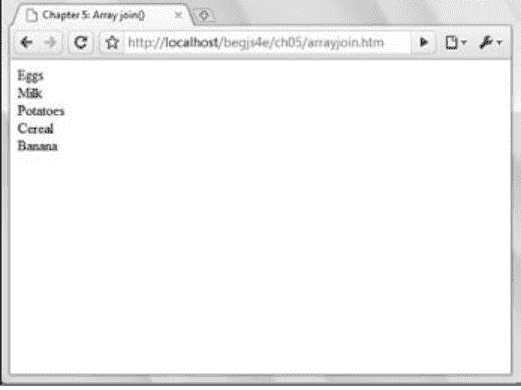 Chapter 5: Array join()
http://localhost/begjs4e/ch05/arrayjoin.htm
Eggs
Milk
Potatoes
Cereal
Banana